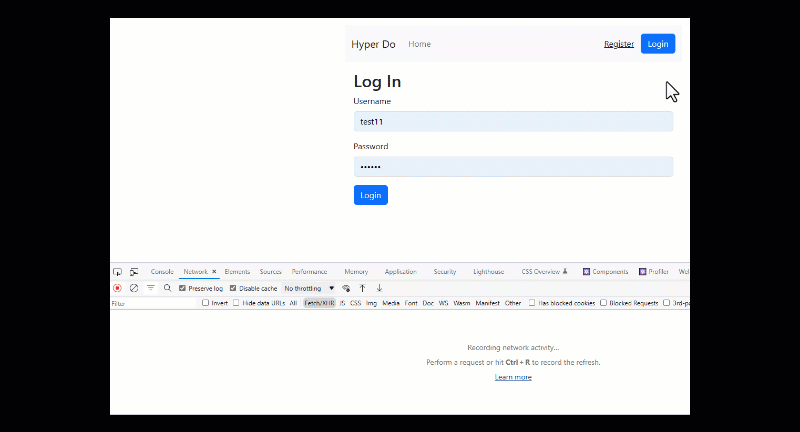 Hyper Do Home Register Login
Log In
Username
test11
Password
••••••
Login
Console Network × Elements Sources Performance Memory Application Security Lighthouse CSS Overview Components Profiler
Preserve log Disable cache No throttling
Filter Invert Hide data URLs All Fetch/XHR JS CSS Img Media Font Doc WS Wasm Manifest Other Has blocked cookies Blocked Requests
Recording network activity...
Perform a request or hit Ctrl + R to record the refresh.
Learn more